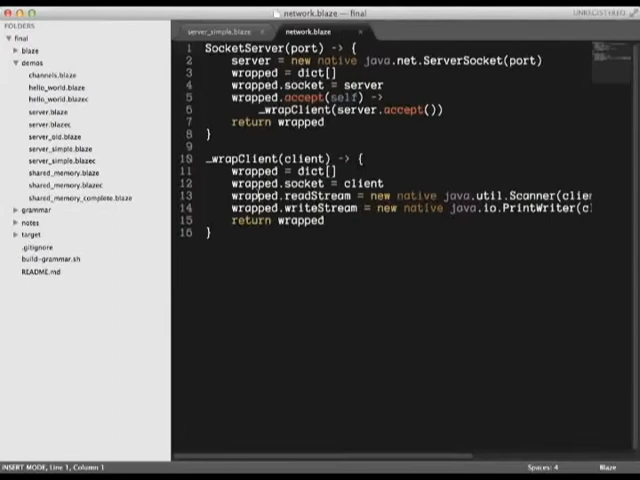 network.blaze — final
UNREGISTERED
FOLDERS
final
blaze
demos
channels.blaze
hello_world.blaze
hello_world.blazec
server.blaze
server.blazec
server_old.blaze
server_simple.blaze
server_simple.blazec
shared_memory.blaze
shared_memory.blazec
shared_memory_complete.blaze
grammar
notes
target
.gitignore
build-grammar.sh
README.md
server_simple.blaze
network.blaze
1 SocketServer(port) -> {
2 server = new native java.net.ServerSocket(port)
3 wrapped = dict[]
4 wrapped.socket = server
5 wrapped.accept(self) ->
6 _wrapClient(server.accept())
7 return wrapped
8 }
9
10 _wrapClient(client) -> {
11 wrapped = dict[]
12 wrapped.socket = client
13 wrapped.readStream = new native java.util.Scanner(clien
14 wrapped.writeStream = new native java.io.PrintWriter(cl
15 return wrapped
16 }
INSERT MODE, Line 1, Column 1
Spaces: 4
Blaze